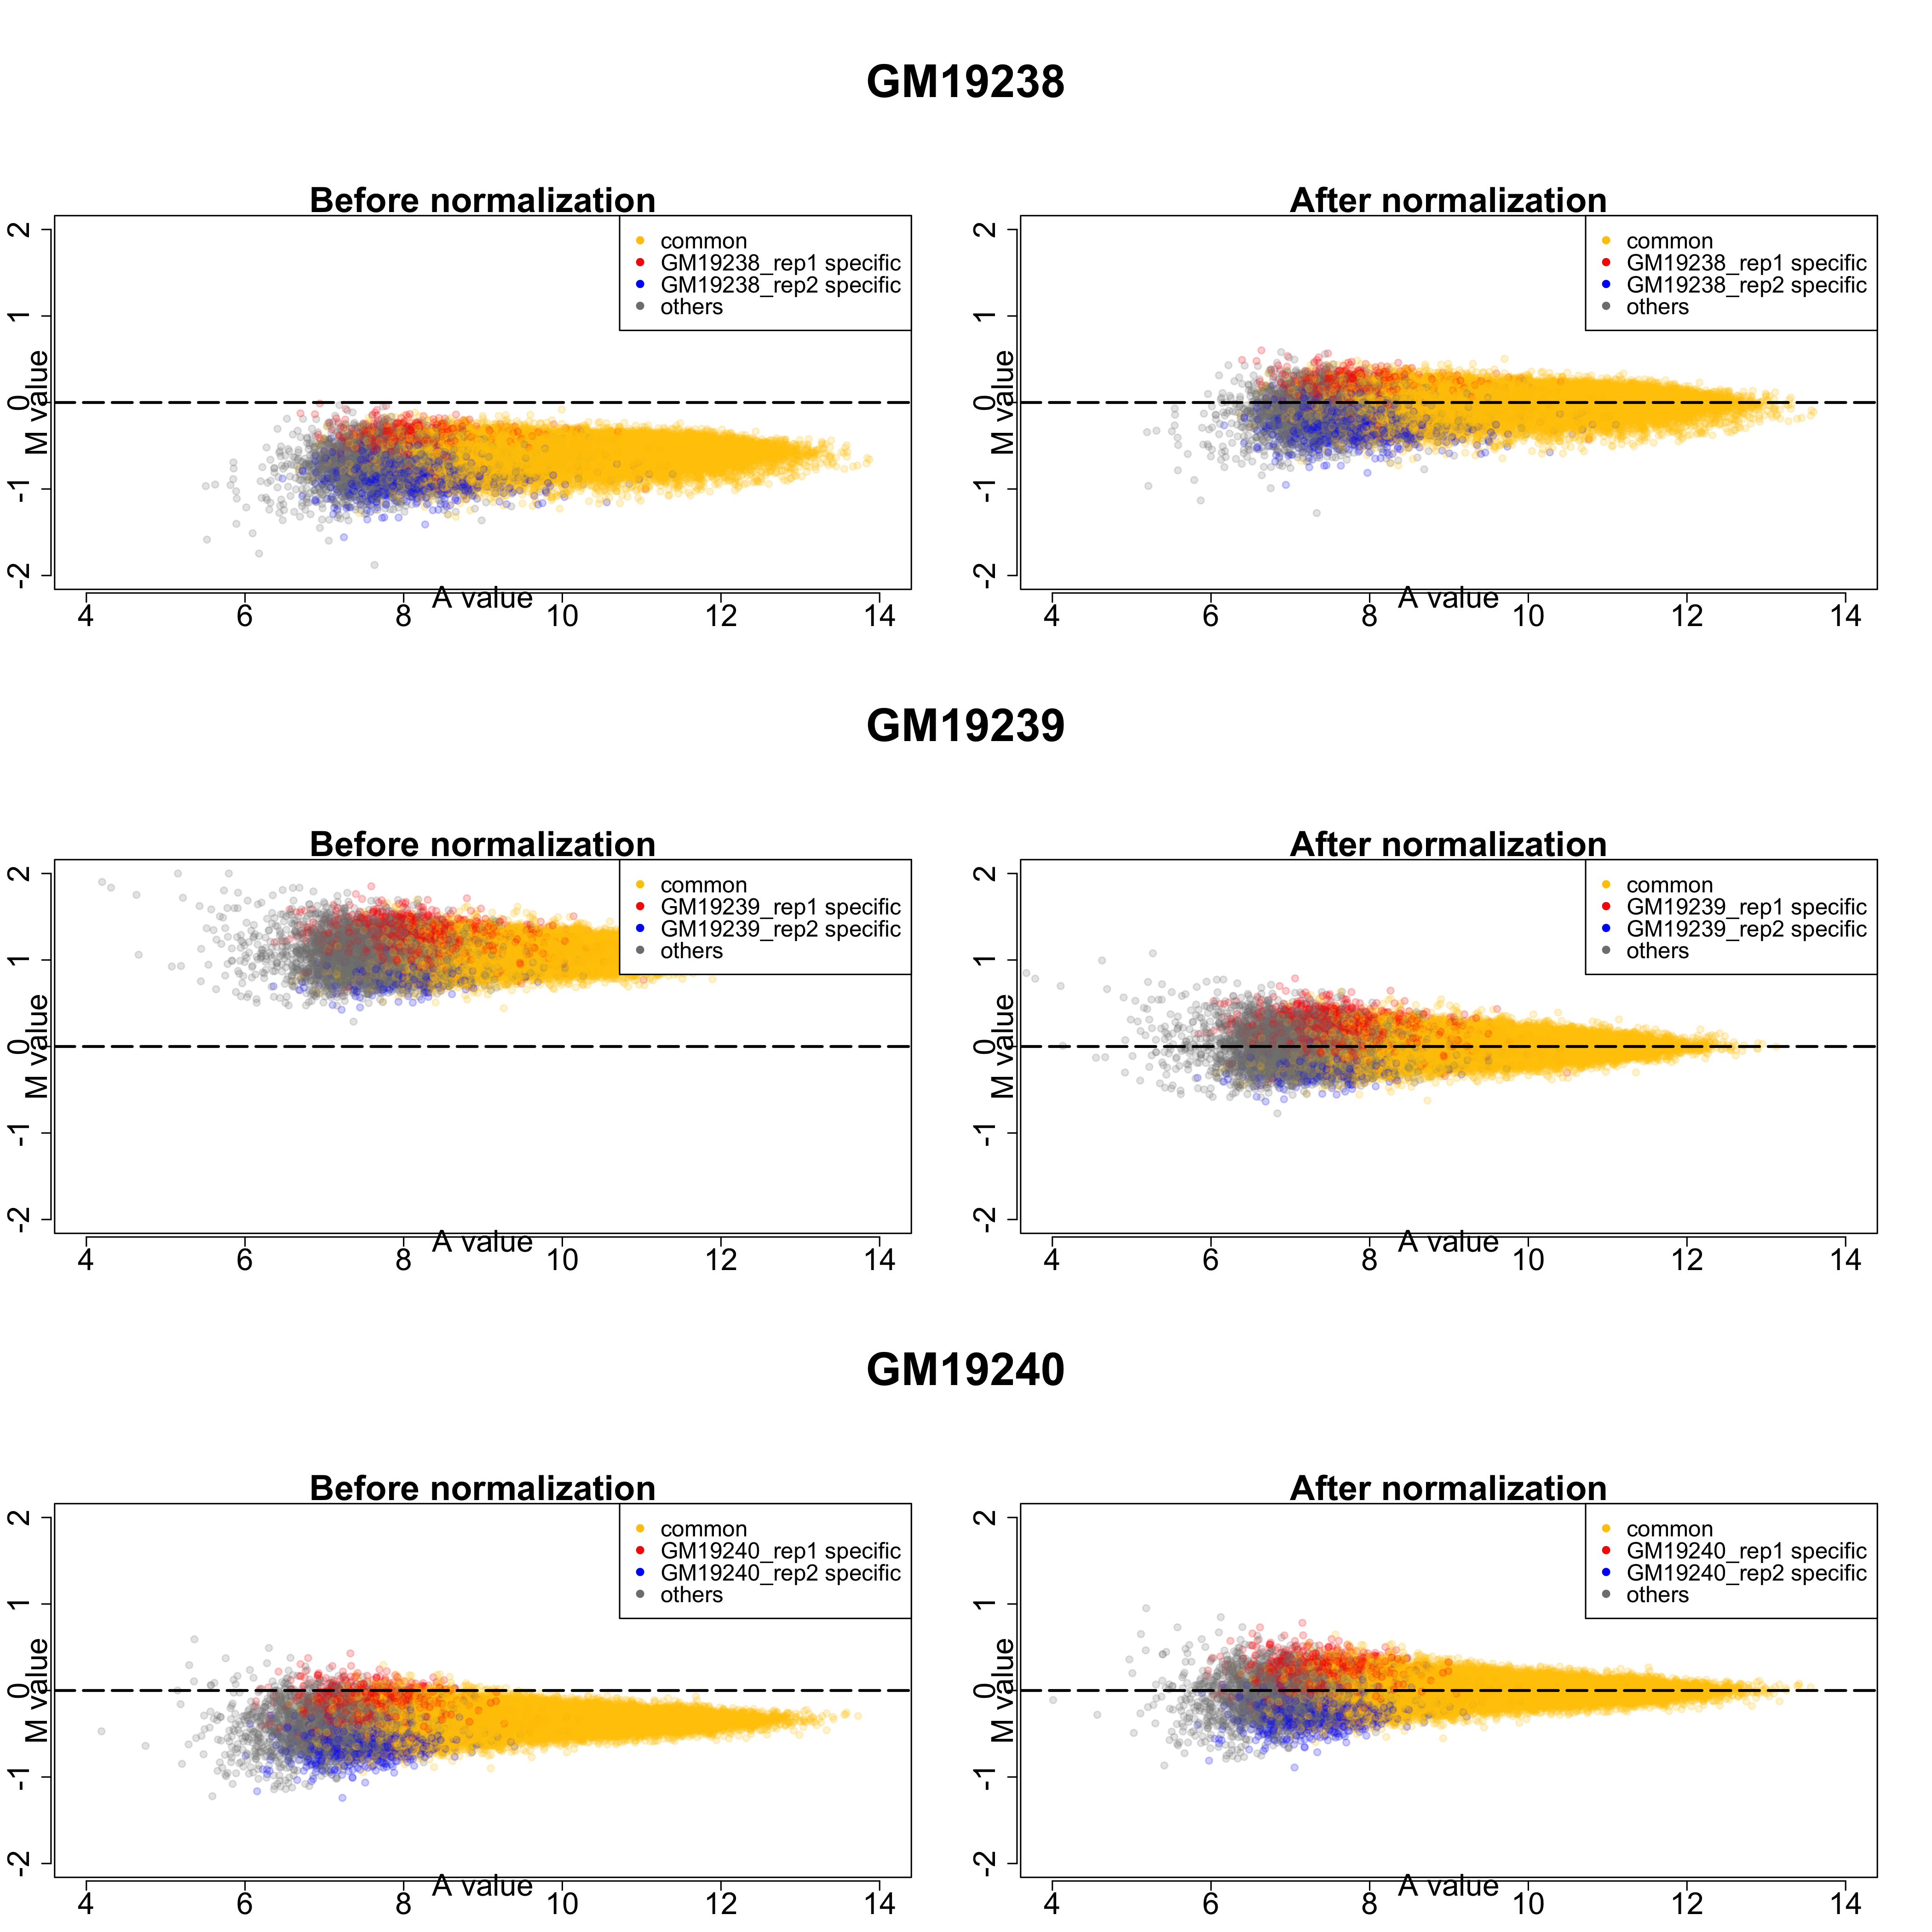 GM19238
Before normalization
2
1
0
-1
-2
M value
common
GM19238_rep1 specific
GM19238_rep2 specific
others
4 6 8 10 12 14
A value
After normalization
2
1
0
-1
-2
M value
common
GM19238_rep1 specific
GM19238_rep2 specific
others
4 6 8 10 12 14
A value
GM19239
Before normalization
2
1
0
-1
-2
M value
common
GM19239_rep1 specific
GM19239_rep2 specific
others
4 6 8 10 12 14
A value
After normalization
2
1
0
-1
-2
M value
common
GM19239_rep1 specific
GM19239_rep2 specific
others
4 6 8 10 12 14
A value
GM19240
Before normalization
2
1
0
-1
-2
M value
common
GM19240_rep1 specific
GM19240_rep2 specific
others
4 6 8 10 12 14
A value
After normalization
2
1
0
-1
-2
M value
common
GM19240_rep1 specific
GM19240_rep2 specific
others
4 6 8 10 12 14
A value